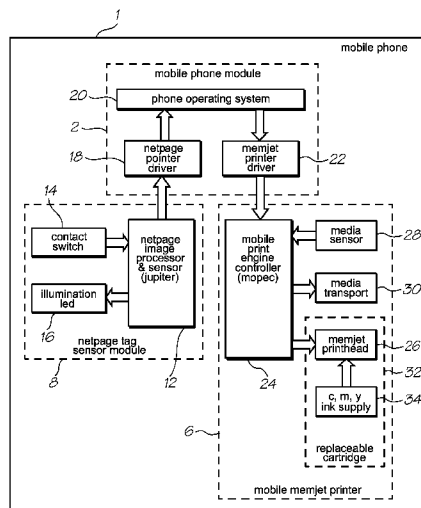 1
mobile phone
mobile phone module
20
phone operating system
2
18
netpage
pointer
driver
memjet
printer
driver
22
14
contact
switch
netpage
image
processor
& sensor
(jupiter)
illumination
led
16
netpage tag
sensor module
8
12
mobile
print
engine
controller
(mopec)
media
sensor
28
media
transport
30
memjet
printhead
26
32
24
c, m, y
ink supply
34
replaceable
cartridge
6
mobile memjet printer